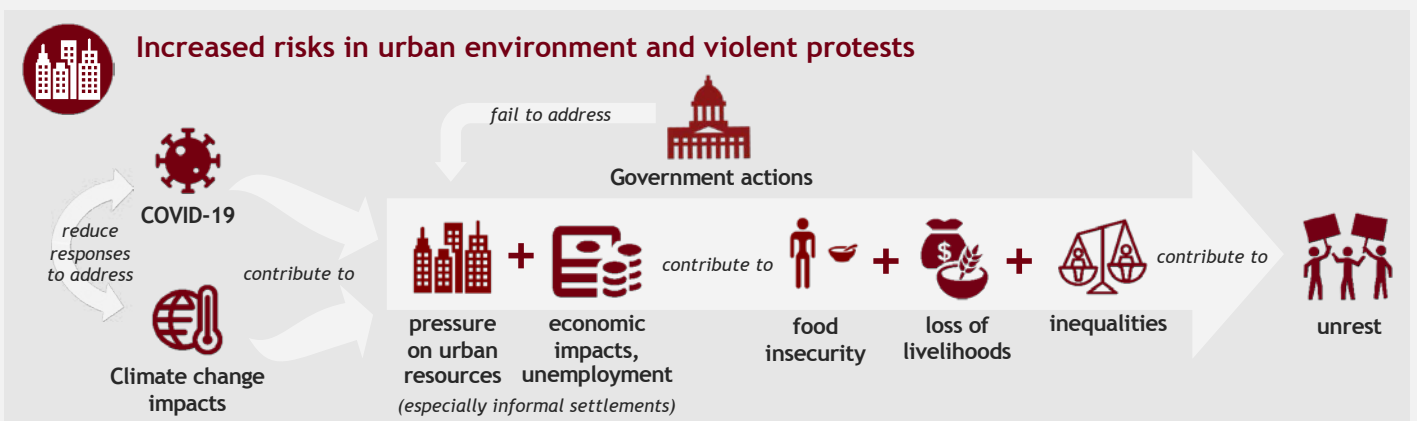 Increased risks in urban environment and violent protests
fail to address
Government actions
COVID-19
reduce
responses
to address
contribute to
Climate change
impacts
+
contribute to
+
$
+
contribute to
pressure
on urban
resources
economic
impacts,
unemployment
(especially informal settlements)
food
insecurity
loss of
livelihoods
inequalities
unrest